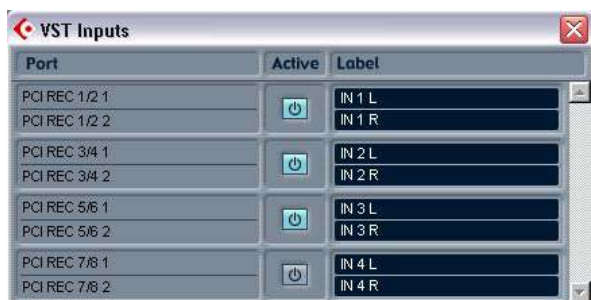 VST Inputs
Port Active Label
PCI REC 1/2 1 IN 1 L
PCI REC 1/2 2 IN 1 R
PCI REC 3/4 1 IN 2 L
PCI REC 3/4 2 IN 2 R
PCI REC 5/6 1 IN 3 L
PCI REC 5/6 2 IN 3 R
PCI REC 7/8 1 IN 4 L
PCI REC 7/8 2 IN 4 R